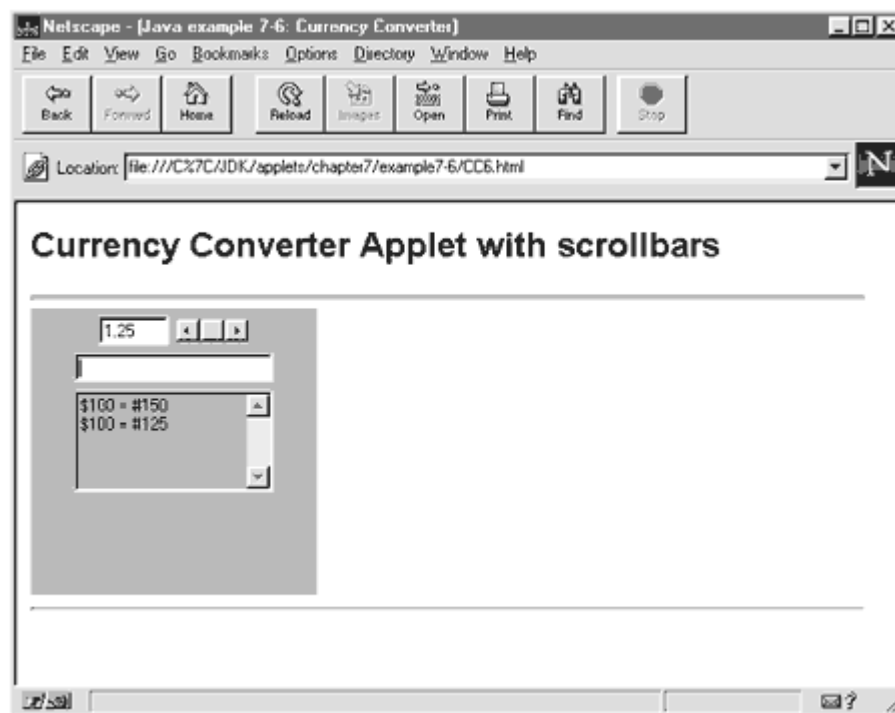 Netscape - [Java example 7-6: Currency Converter]
File Edit View Go Bookmarks Options Directory Window Help
Back Forward Home Reload Images Open Print Find Stop
Location: file:///C%7C/JDK/applets/chapter7/example7-6/CC6.html
N
Currency Converter Applet with scrollbars
1.25
$100 = #150
$100 = #125
?